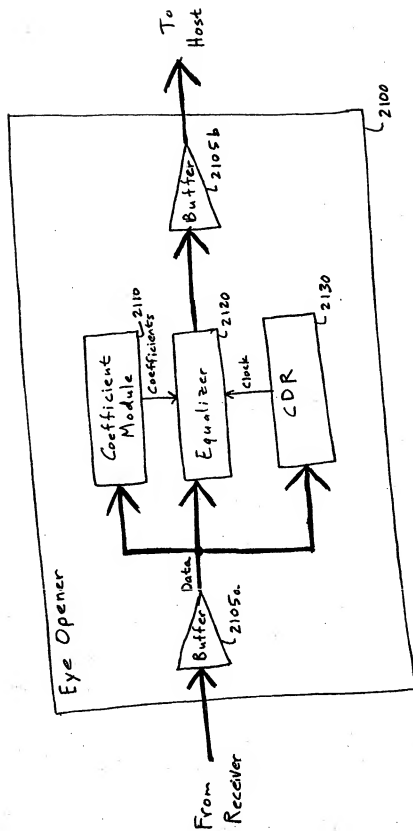 Eye Opener
From
Receiver
Buffer
2105a
Data
Coefficient
Module
2110
Coefficients
Equalizer
2120
Clock
CDR
2130
Buffer
2105b
To
Host
2100